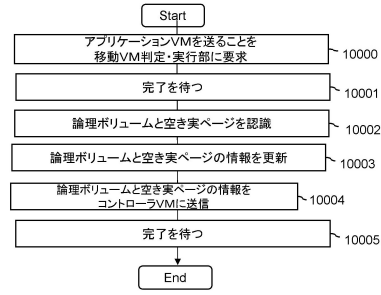 Start
アプリケーションVMを送ることを
移動VM判定・実行部に要求
10000
完了を待つ
10001
論理ボリュームと空き実ページを認識
10002
論理ボリュームと空き実ページの情報を更新
10003
論理ボリュームと空き実ページの情報を
コントローラVMに送信
10004
完了を待つ
10005
End